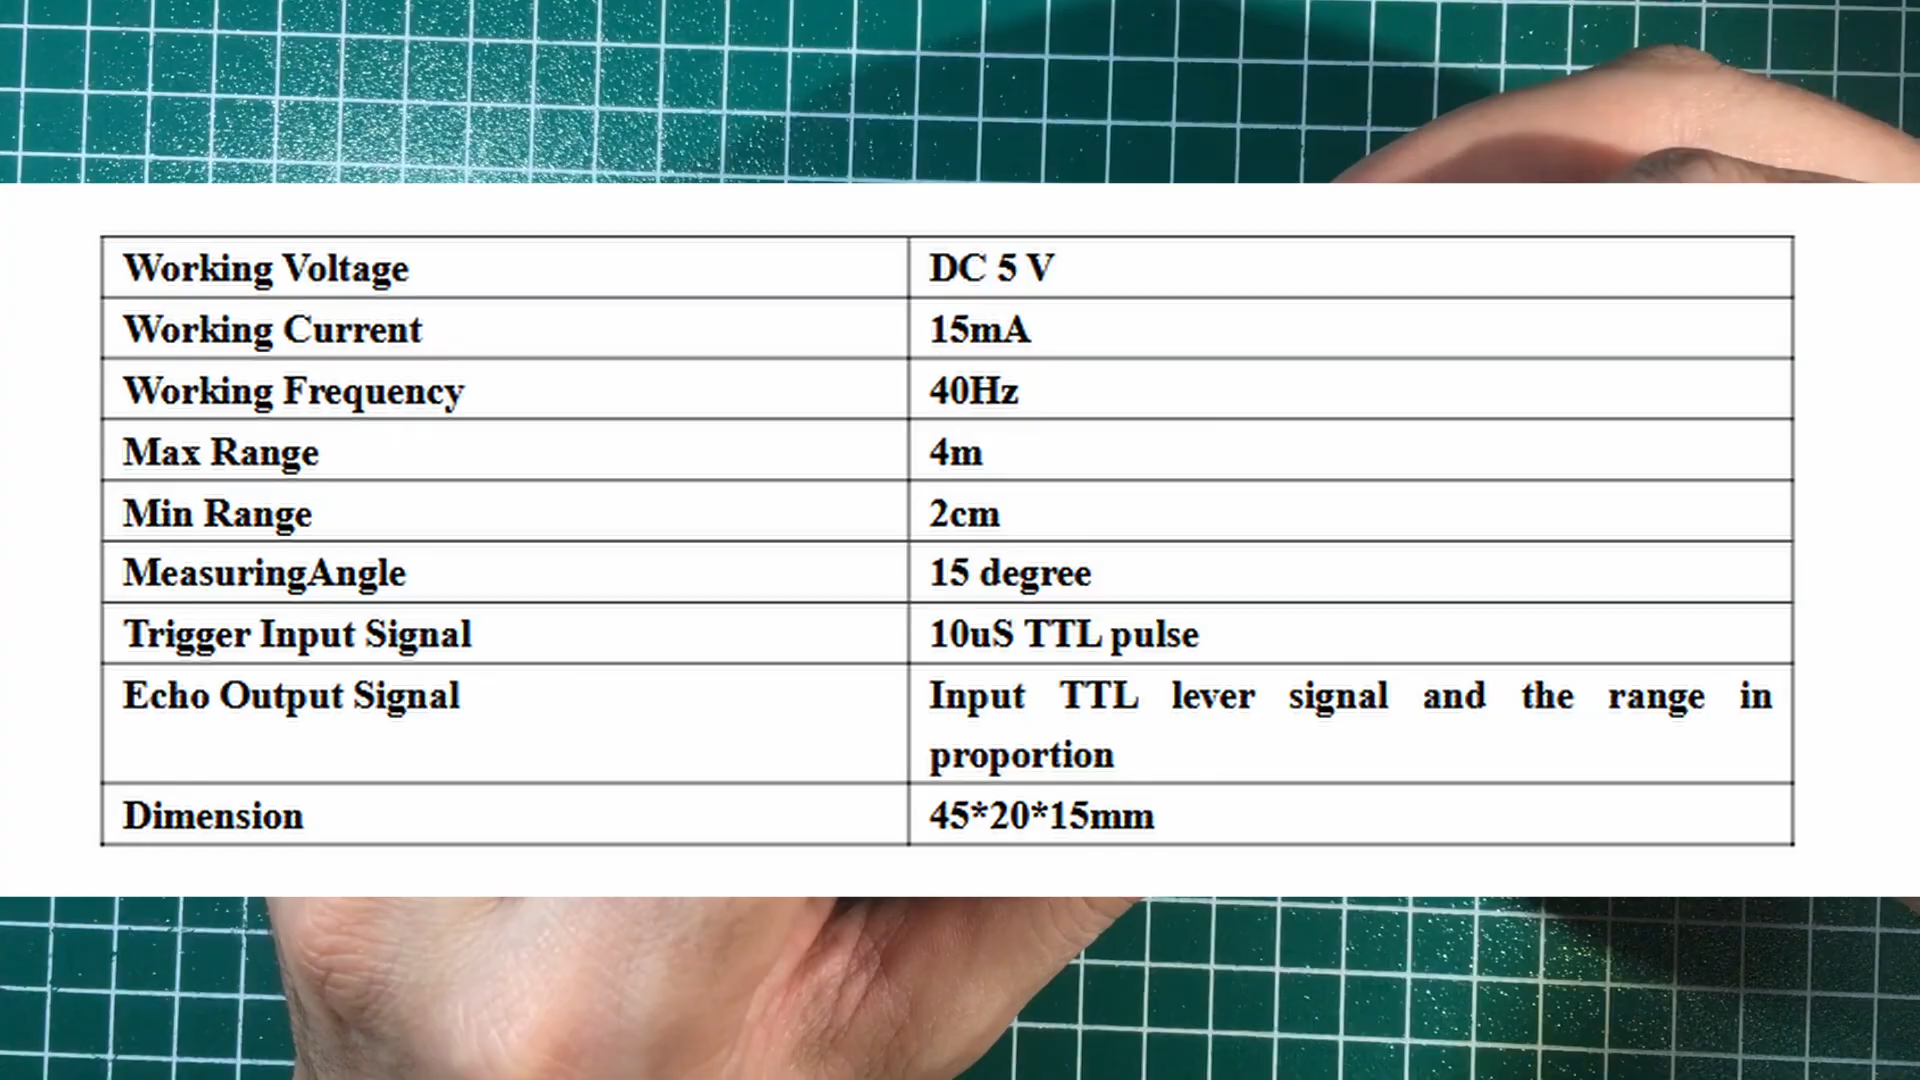 Working Voltage DC 5 V
Working Current 15mA
Working Frequency 40Hz
Max Range 4m
Min Range 2cm
MeasuringAngle 15 degree
Trigger Input Signal 10uS TTL pulse
Echo Output Signal Input TTL lever signal and the range in
proportion
Dimension 45*20*15mm